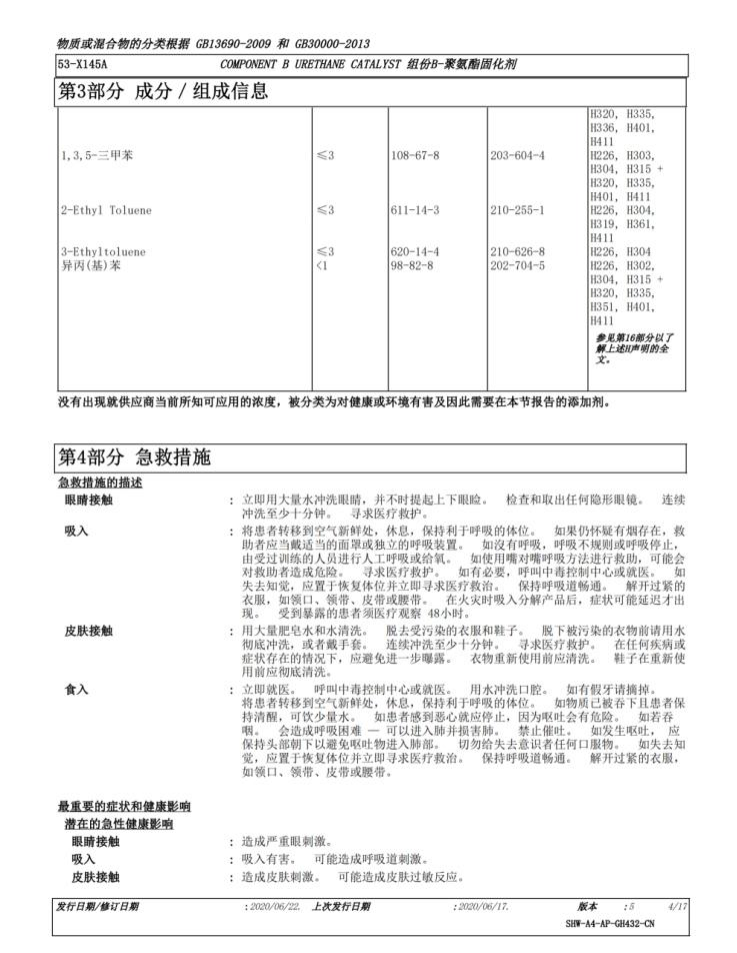 物质或混合物的分类根据 GB13690-2009 和 GB30000-2013
53-X145A COMPONENT B URETHANE CATALYST 组份B-聚氨酯固化剂
第3部分 成分／组成信息
H320, H335,
H336, H401,
H411
1,3,5-三甲苯 ≤3 108-67-8 203-604-4 H226, H303,
H304, H315 +
H320, H335,
H401, H411
2-Ethyl Toluene ≤3 611-14-3 210-255-1 H226, H304,
H319, H361,
H411
3-Ethyltoluene ≤3 620-14-4 210-626-8 H226, H304
异丙(基)苯 <1 98-82-8 202-704-5 H226, H302,
H304, H315 +
H320, H335,
H351, H401,
H411
参见第16部分以了
解上述H声明的全
文。
没有出现就供应商当前所知可应用的浓度，被分类为对健康或环境有害及因此需要在本节报告的添加剂。
第4部分 急救措施
急救措施的描述
眼睛接触 : 立即用大量水冲洗眼睛，并不时提起上下眼睑。 检查和取出任何隐形眼镜。 连续
冲洗至少十分钟。 寻求医疗救护。
吸入 : 将患者转移到空气新鲜处，休息，保持利于呼吸的体位。 如果仍怀疑有烟存在，救
助者应当戴适当的面罩或独立的呼吸装置。 如沒有呼吸，呼吸不规则或呼吸停止，
由受过训练的人员进行人工呼吸或给氧。 如使用嘴对嘴呼吸方法进行救助，可能会
对救助者造成危险。 寻求医疗救护。 如有必要，呼叫中毒控制中心或就医。 如
失去知觉，应置于恢复体位并立即寻求医疗救治。 保持呼吸道畅通。 解开过紧的
衣服，如领口、领带、皮带或腰带。 在火灾时吸入分解产品后，症状可能延迟才出
现。 受到暴露的患者须医疗观察 48小时。
皮肤接触 : 用大量肥皂水和水清洗。 脱去受污染的衣服和鞋子。 脱下被污染的衣物前请用水
彻底冲洗，或者戴手套。 连续冲洗至少十分钟。 寻求医疗救护。 在任何疾病或
症状存在的情况下，应避免进一步曝露。 衣物重新使用前应清洗。 鞋子在重新使
用前应彻底清洗。
食入 : 立即就医。 呼叫中毒控制中心或就医。 用水冲洗口腔。 如有假牙请摘掉。
将患者转移到空气新鲜处，休息，保持利于呼吸的体位。 如物质已被吞下且患者保
持清醒，可饮少量水。 如患者感到恶心就应停止，因为呕吐会有危险。 如若吞
咽。 会造成呼吸困难 — 可以进入肺并损害肺。 禁止催吐。 如发生呕吐， 应
保持头部朝下以避免呕吐物进入肺部。 切勿给失去意识者任何口服物。 如失去知
觉，应置于恢复体位并立即寻求医疗救治。 保持呼吸道畅通。 解开过紧的衣服，
如领口、领带、皮带或腰带。
最重要的症状和健康影响
潜在的急性健康影响
眼睛接触 : 造成严重眼刺激。
吸入 : 吸入有害。 可能造成呼吸道刺激。
皮肤接触 : 造成皮肤刺激。 可能造成皮肤过敏反应。
发行日期/修订日期 : 2020/06/22. 上次发行日期 : 2020/06/17. 版本 : 5 4/17
SHW-A4-AP-GH432-CN